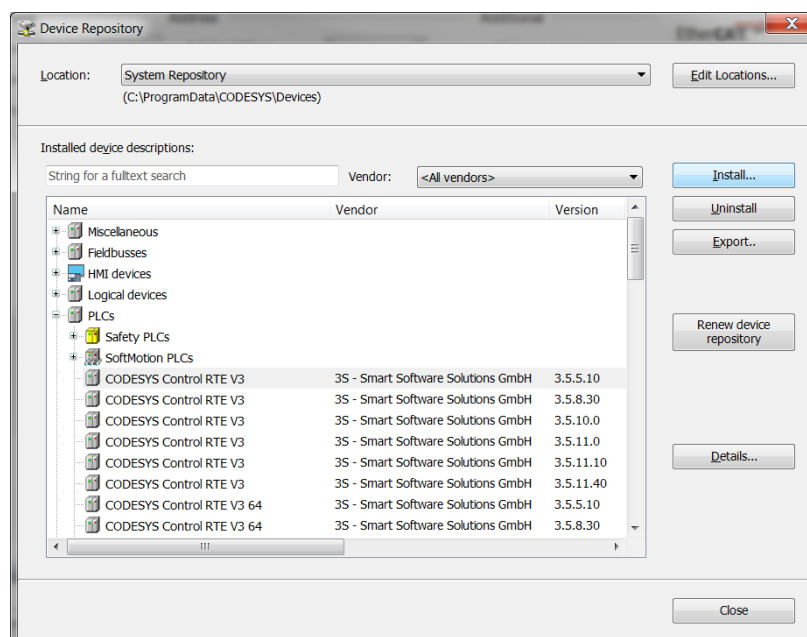 Address
Additional
EtherCAT
Device Repository
Location:
System Repository
Edit Locations...
(C:\ProgramData\CODESYS\Devices)
Installed device descriptions:
String for a fulltext search
Vendor:
<All vendors>
Install...
Name Vendor Version
Uninstall
Miscellaneous
Fieldbusses
Export..
HMI devices
Logical devices
PLCs
Safety PLCs
Renew device
repository
SoftMotion PLCs
CODESYS Control RTE V3 3S - Smart Software Solutions GmbH 3.5.5.10
CODESYS Control RTE V3 3S - Smart Software Solutions GmbH 3.5.8.30
CODESYS Control RTE V3 3S - Smart Software Solutions GmbH 3.5.10.0
CODESYS Control RTE V3 3S - Smart Software Solutions GmbH 3.5.11.0
CODESYS Control RTE V3 3S - Smart Software Solutions GmbH 3.5.11.10
Details...
CODESYS Control RTE V3 3S - Smart Software Solutions GmbH 3.5.11.40
CODESYS Control RTE V3 64 3S - Smart Software Solutions GmbH 3.5.5.10
CODESYS Control RTE V3 64 3S - Smart Software Solutions GmbH 3.5.8.30
Close